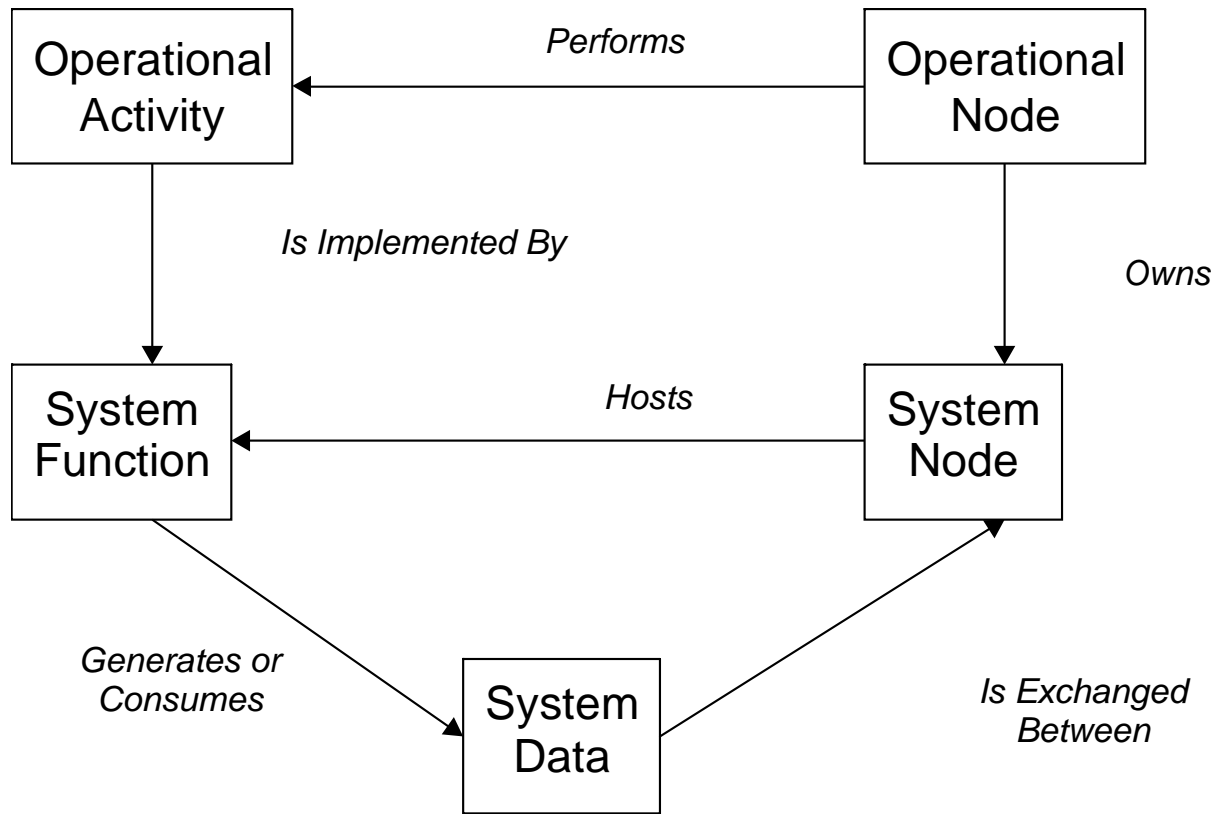 Operational
Activity
Performs
Operational
Node
Is Implemented By
Owns
System
Function
Hosts
System
Node
Generates or
Consumes
System
Data
Is Exchanged
Between